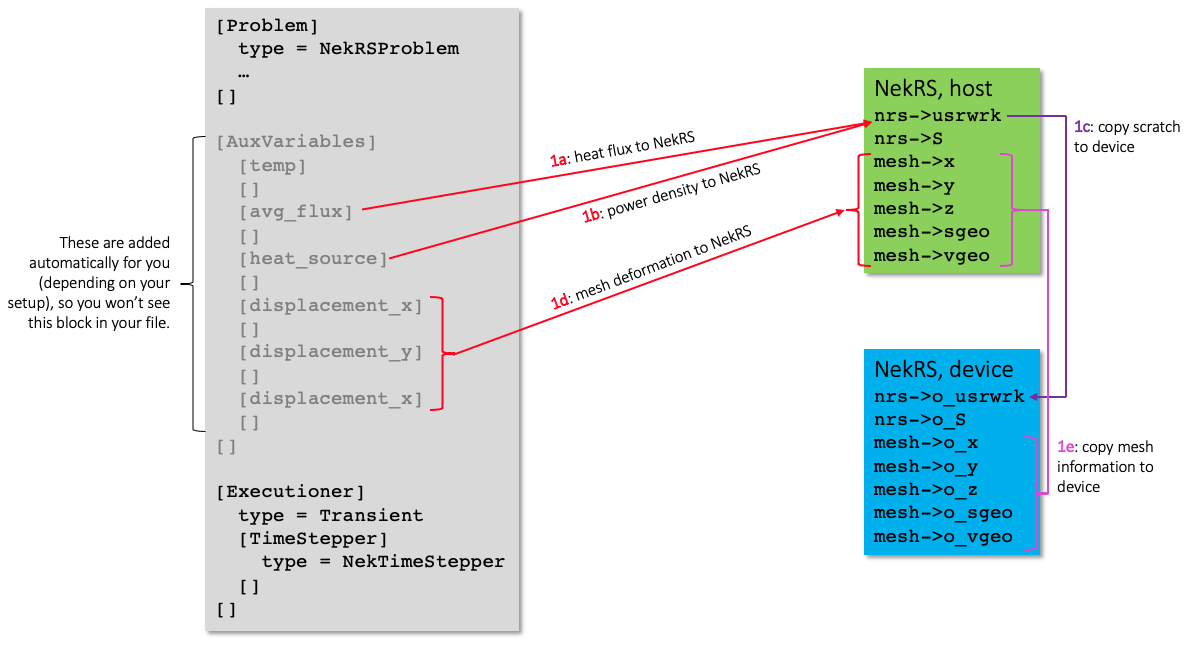 [Problem]
type = NekRSProblem
…
[]
[AuxVariables]
[temp]
[]
[avg_flux]
[]
[heat_source]
[]
[displacement_x]
[]
[displacement_y]
[]
[displacement_x]
[]
[]
[Executioner]
type = Transient
[TimeStepper]
type = NekTimeStepper
[]
[]
These are added
automatically for you
(depending on your
setup), so you won’t see
this block in your file.
1a: heat flux to NekRS
1b: power density to NekRS
1d: mesh deformation to NekRS
NekRS, host
nrs->usrwrk
nrs->S
mesh->x
mesh->y
mesh->z
mesh->sgeo
mesh->vgeo
1c: copy scratch
to device
NekRS, device
nrs->o_usrwrk
nrs->o_S
mesh->o_x
mesh->o_y
mesh->o_z
mesh->o_sgeo
mesh->o_vgeo
1e: copy mesh
information to
device